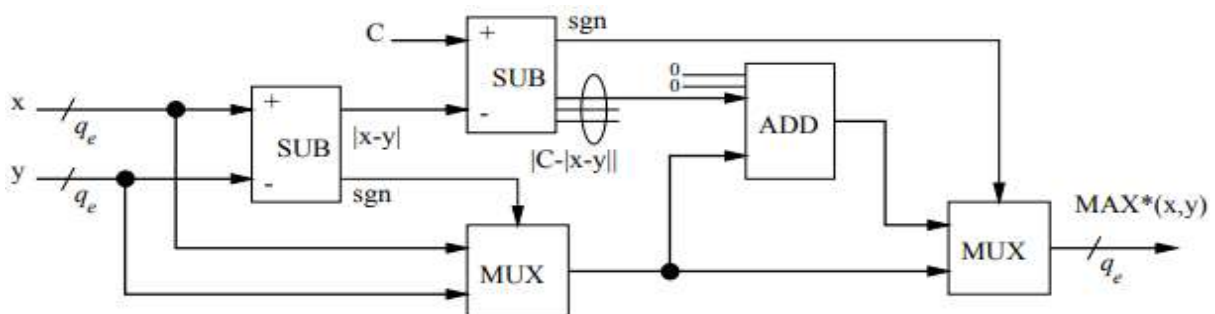 C
+
SUB
-
sgn
|C-|x-y||
0
0
ADD
x
q_e
y
q_e
+
SUB
-
|x-y|
sgn
MUX
MUX
MAX*(x,y)
q_e